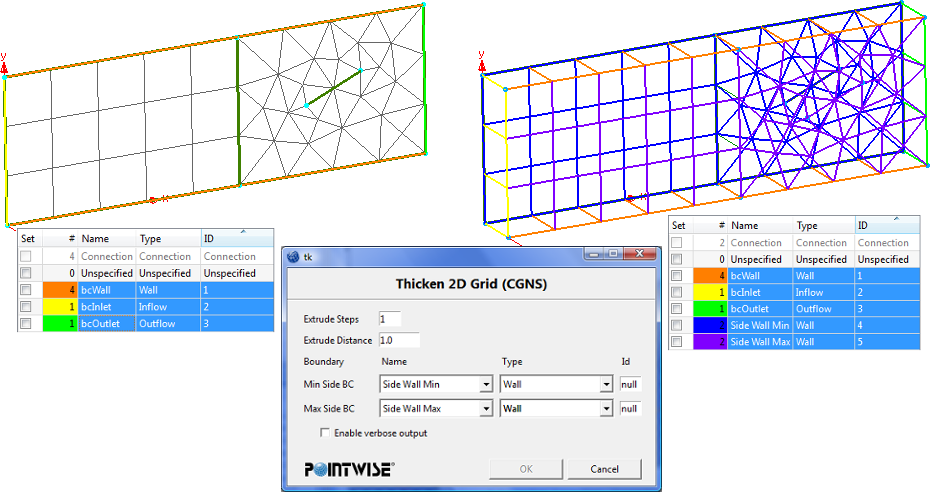 y
y
Set # Name Type ID
4 Connection Connection Connection
0 Unspecified Unspecified Unspecified
4 bcWall Wall 1
1 bcInlet Inflow 2
1 bcOutlet Outflow 3
Set # Name Type ID
2 Connection Connection Connection
0 Unspecified Unspecified Unspecified
4 bcWall Wall 1
1 bcInlet Inflow 2
1 bcOutlet Outflow 3
2 Side Wall Min Wall 4
2 Side Wall Max Wall 5
tk
Thicken 2D Grid (CGNS)
Extrude Steps 1
Extrude Distance 1.0
Boundary Name Type Id
Min Side BC Side Wall Min Wall null
Max Side BC Side Wall Max Wall null
Enable verbose output
POINTWISE®
OK Cancel